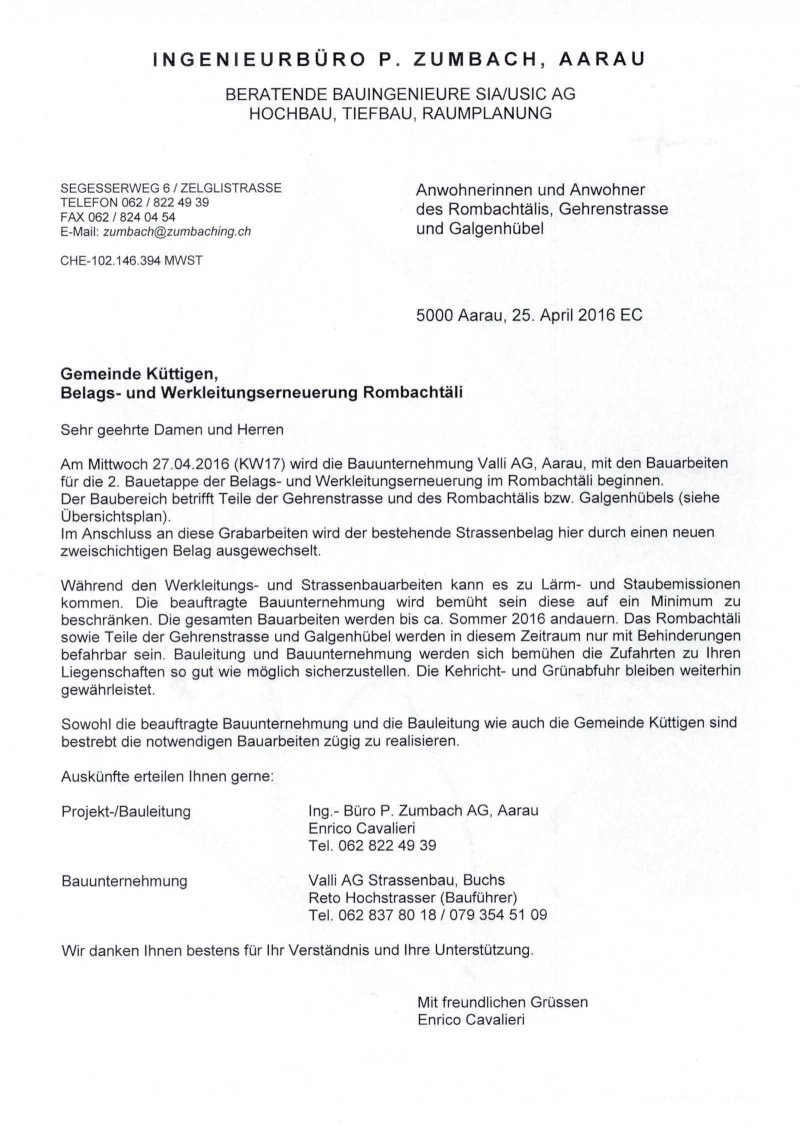 INGENIEURBÜRO P. ZUMBACH, AARAU
BERATENDE BAUINGENIEURE SIA/USIC AG
HOCHBAU, TIEFBAU, RAUMPLANUNG
SEGESSERWEG 6 / ZELGLISTRASSE
TELEFON 062 / 822 49 39
FAX 062 / 824 04 54
E-Mail: zumbach@zumbaching.ch
CHE-102.146.394 MWST
Anwohnerinnen und Anwohner
des Rombachtälis, Gehrenstrasse
und Galgenhübel
5000 Aarau, 25. April 2016 EC
Gemeinde Küttigen,
Belags- und Werkleitungserneuerung Rombachtäli
Sehr geehrte Damen und Herren
Am Mittwoch 27.04.2016 (KW17) wird die Bauunternehmung Valli AG, Aarau, mit den Bauarbeiten
für die 2. Bauetappe der Belags- und Werkleitungserneuerung im Rombachtäli beginnen.
Der Baubereich betrifft Teile der Gehrenstrasse und des Rombachtälis bzw. Galgenhübels (siehe
Übersichtsplan).
Im Anschluss an diese Grabarbeiten wird der bestehende Strassenbelag hier durch einen neuen
zweischichtigen Belag ausgewechselt.
Während den Werkleitungs- und Strassenbauarbeiten kann es zu Lärm- und Staubemissionen
kommen. Die beauftragte Bauunternehmung wird bemüht sein diese auf ein Minimum zu
beschränken. Die gesamten Bauarbeiten werden bis ca. Sommer 2016 andauern. Das Rombachtäli
sowie Teile der Gehrenstrasse und Galgenhübel werden in diesem Zeitraum nur mit Behinderungen
befahrbar sein. Bauleitung und Bauunternehmung werden sich bemühen die Zufahrten zu Ihren
Liegenschaften so gut wie möglich sicherzustellen. Die Kehricht- und Grünabfuhr bleiben weiterhin
gewährleistet.
Sowohl die beauftragte Bauunternehmung und die Bauleitung wie auch die Gemeinde Küttigen sind
bestrebt die notwendigen Bauarbeiten zügig zu realisieren.
Auskünfte erteilen Ihnen gerne:
Projekt-/Bauleitung Ing.- Büro P. Zumbach AG, Aarau
Enrico Cavalieri
Tel. 062 822 49 39
Bauunternehmung Valli AG Strassenbau, Buchs
Reto Hochstrasser (Bauführer)
Tel. 062 837 80 18 / 079 354 51 09
Wir danken Ihnen bestens für Ihr Verständnis und Ihre Unterstützung.
Mit freundlichen Grüssen
Enrico Cavalieri